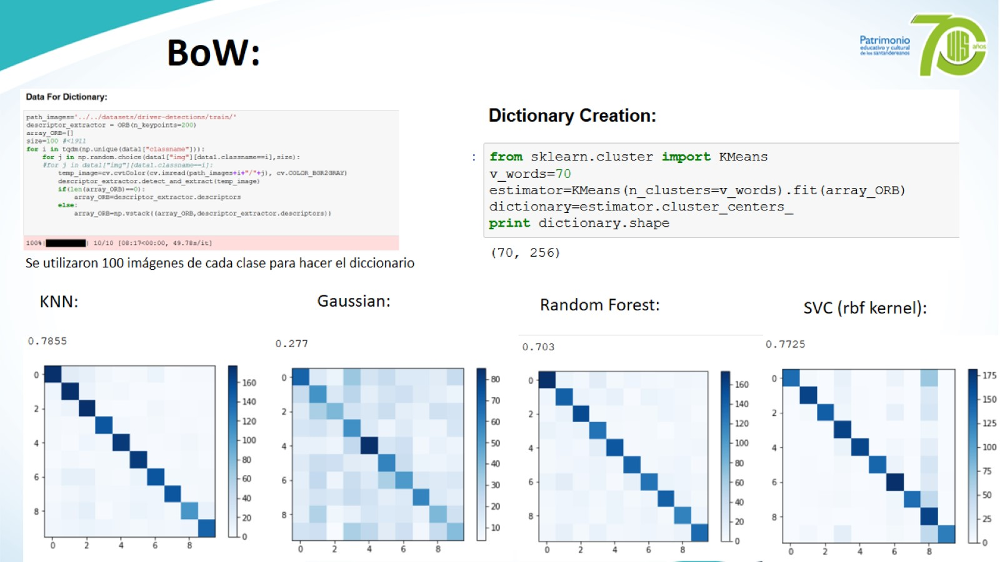 BoW:
Patrimonio
educativo y cultural
de los santandereanos
70
UIS
años
Data For Dictionary:
path_images='../../datasets/driver-detections/train/'
descriptor_extractor = ORB(n_keypoints=200)
array_ORB=[]
size=100 #<1911
for i in tqdm(np.unique(data1["classname"])):
for j in np.random.choice(data1["img"][data1.classname==i],size):
#for j in data1["img"][data1.classname==i]:
temp_image=cv.cvtColor(cv.imread(path_images+i+"/"+j), cv.COLOR_BGR2GRAY)
descriptor_extractor.detect_and_extract(temp_image)
if(len(array_ORB)==0):
array_ORB=descriptor_extractor.descriptors
else:
array_ORB=np.vstack((array_ORB,descriptor_extractor.descriptors))
100%| | 10/10 [08:17<00:00, 49.78s/it]
Se utilizaron 100 imágenes de cada clase para hacer el diccionario
Dictionary Creation:
: from sklearn.cluster import KMeans
v_words=70
estimator=KMeans(n_clusters=v_words).fit(array_ORB)
dictionary=estimator.cluster_centers_
print dictionary.shape
(70, 256)
KNN:
0.7855
0
2
4
6
8
0 2 4 6 8
160
140
120
100
80
60
40
20
0
Gaussian:
0.277
0
2
4
6
8
0 2 4 6 8
80
70
60
50
40
30
20
10
Random Forest:
0.703
0
2
4
6
8
0 2 4 6 8
160
140
120
100
80
60
40
20
0
SVC (rbf kernel):
0.7725
0
2
4
6
8
0 2 4 6 8
175
150
125
100
75
50
25
0